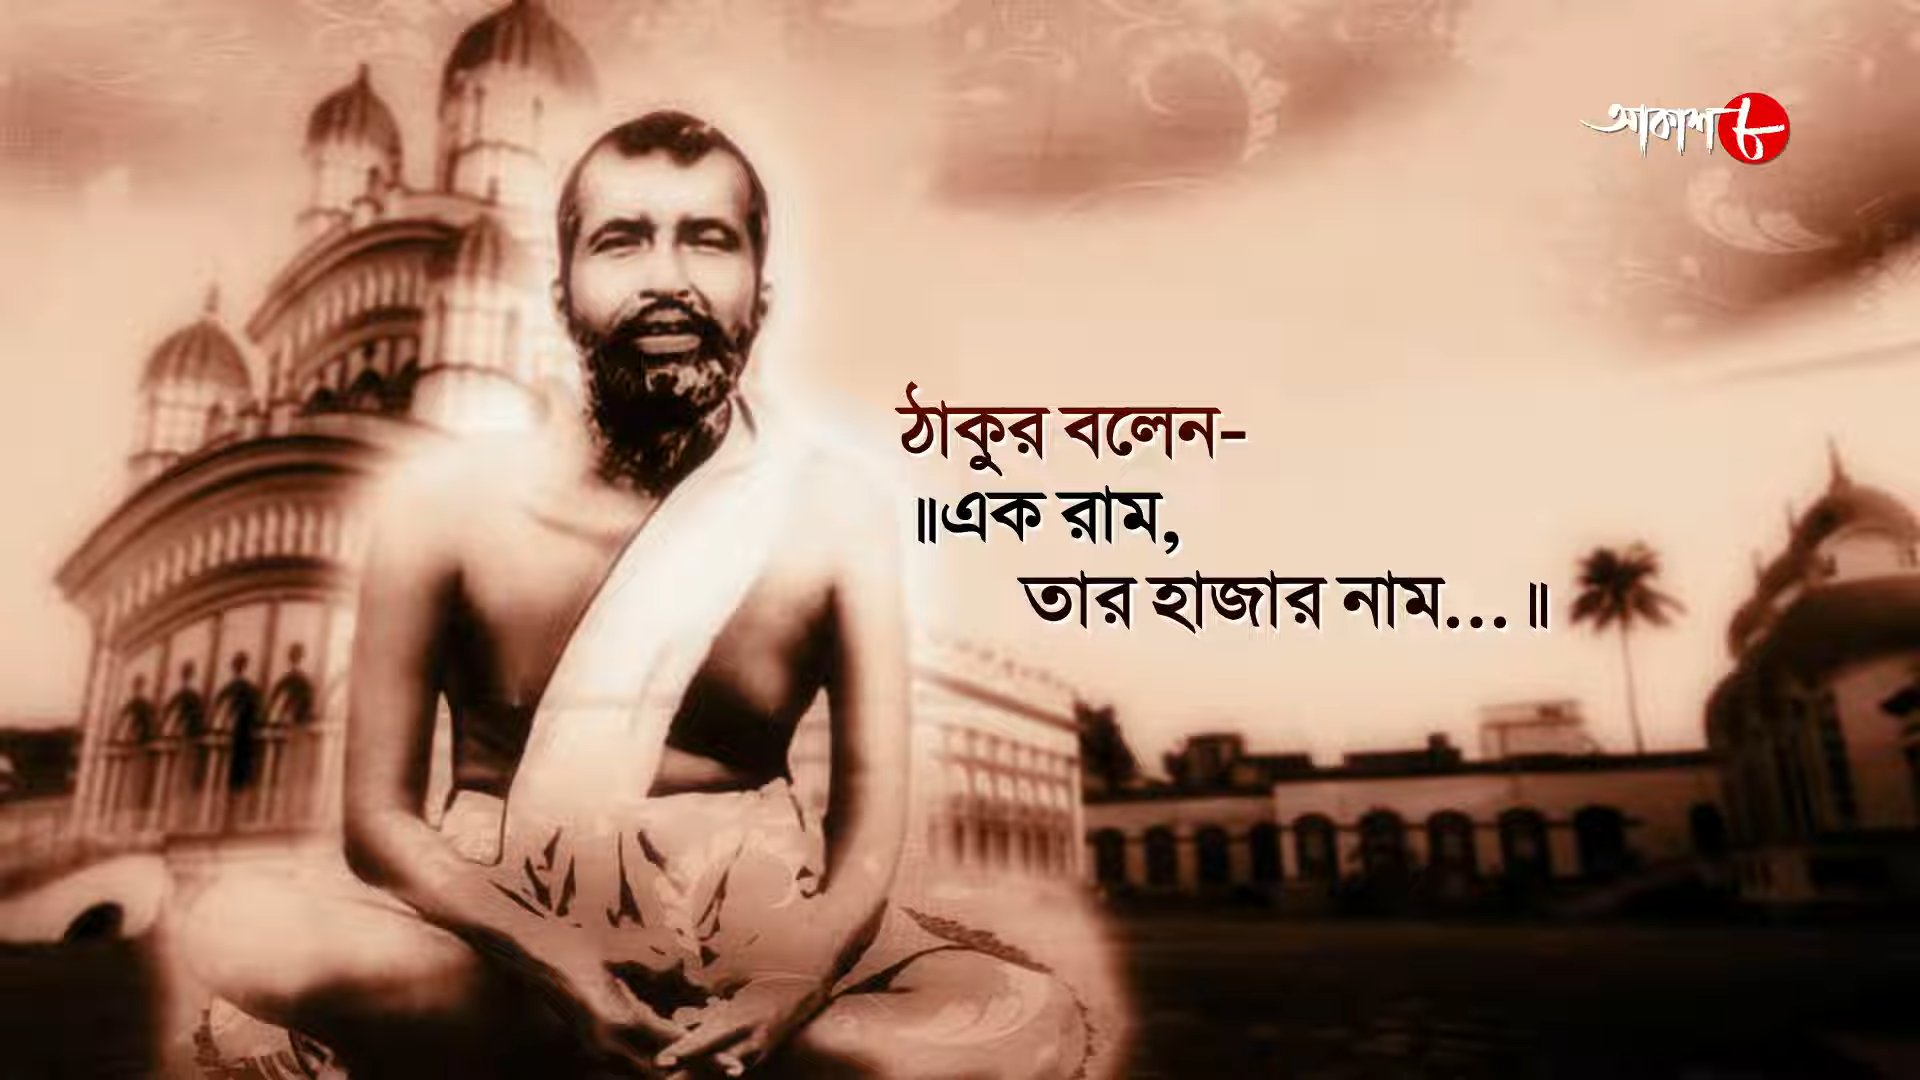 আকাশ ৮
ঠাকুর বলেন-
॥এক রাম,
তার হাজার নাম...॥